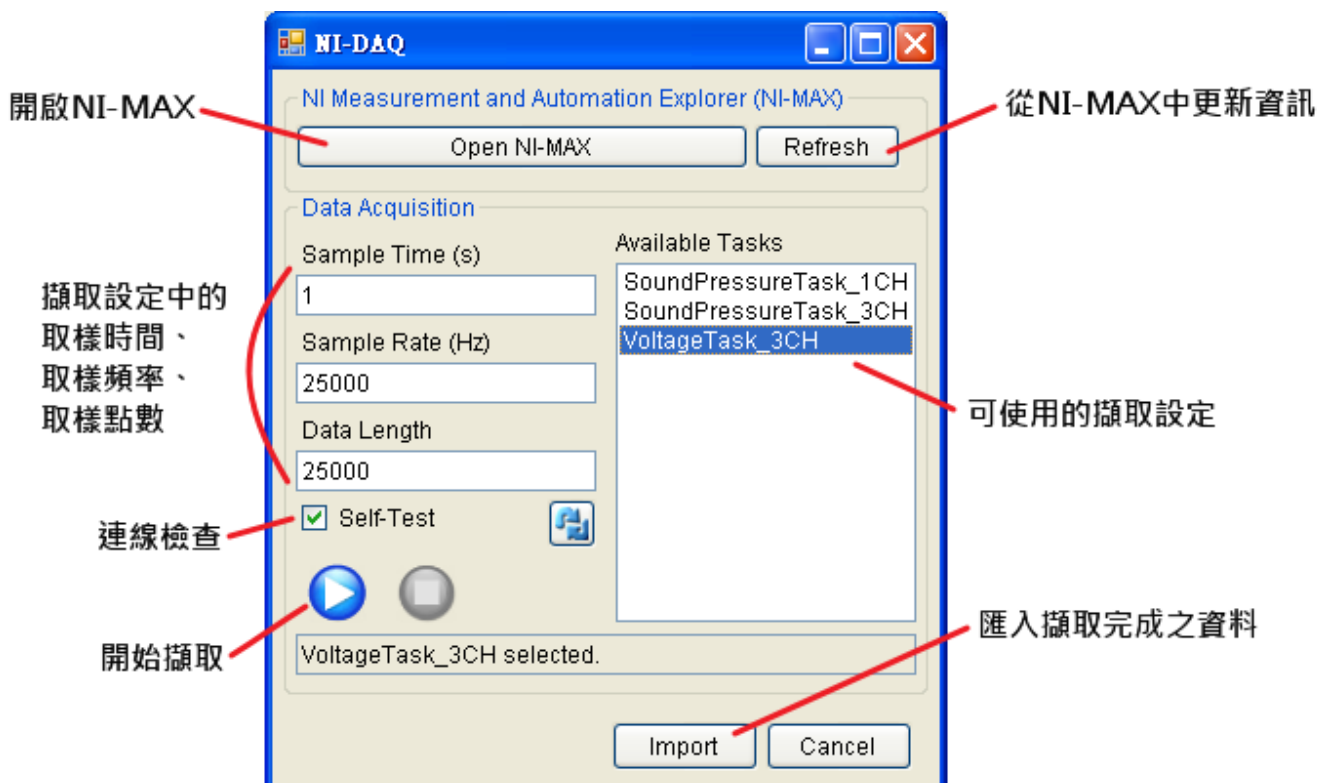 NI-DAQ
開啟NI-MAX
NI Measurement and Automation Explorer (NI-MAX)
從NI-MAX中更新資訊
Open NI-MAX
Refresh
Data Acquisition
擷取設定中的
取樣時間、
取樣頻率、
取樣點數
Sample Time (s)
1
Sample Rate (Hz)
25000
Data Length
25000
Available Tasks
SoundPressureTask_1CH
SoundPressureTask_3CH
VoltageTask_3CH
可使用的擷取設定
連線檢查
Self-Test
開始擷取
VoltageTask_3CH selected.
匯入擷取完成之資料
Import
Cancel